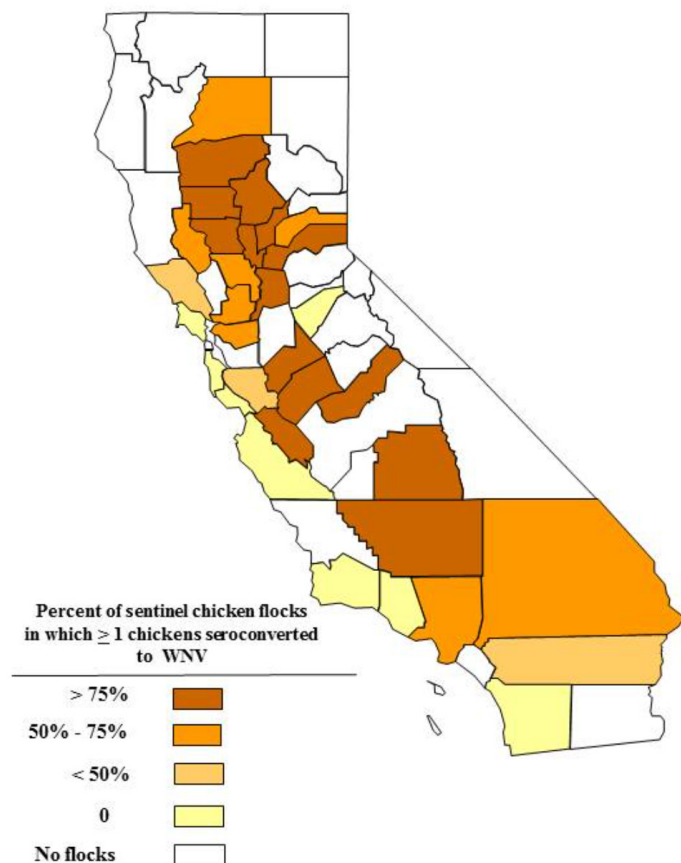 Percent of sentinel chicken flocks
in which ≥ 1 chickens seroconverted
to WNV
> 75%
50% - 75%
< 50%
0
No flocks